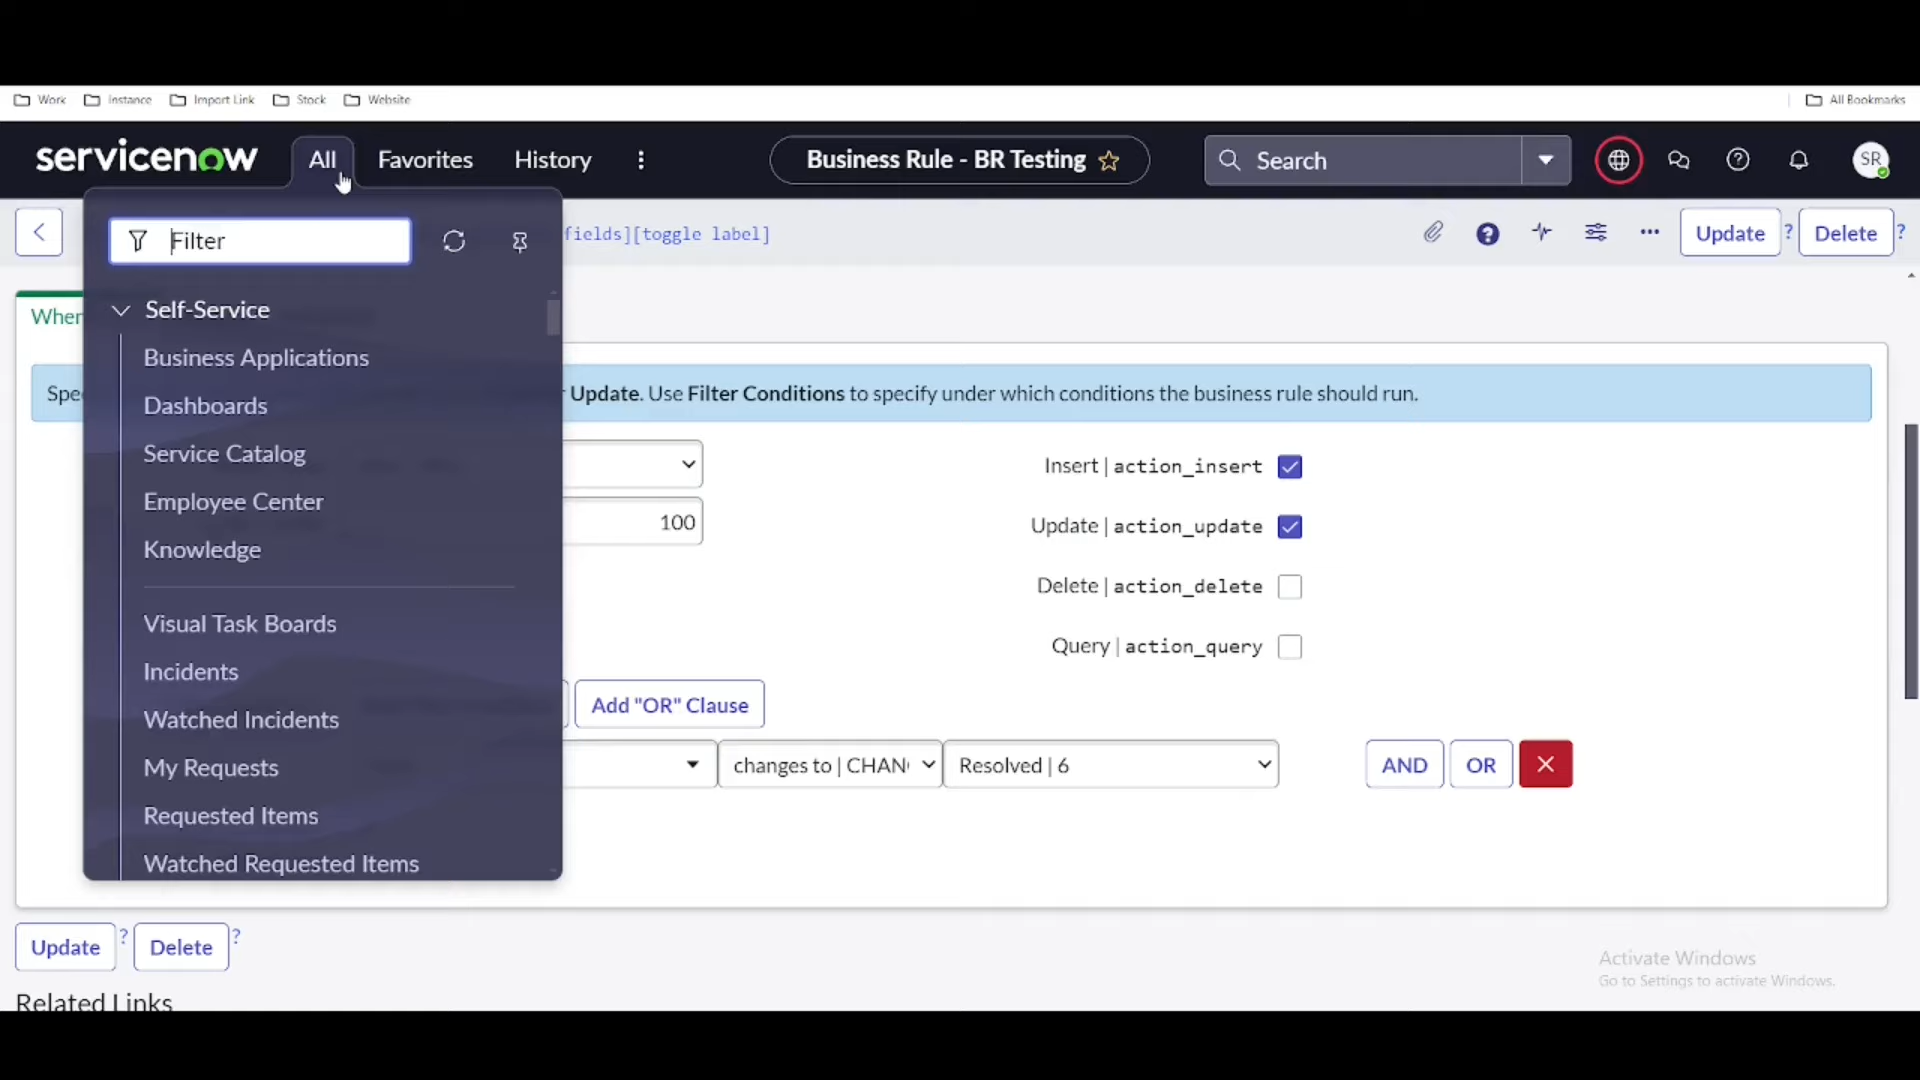 Work Instance Import Link Stock Website All Bookmarks
servicenow All Favorites History Business Rule - BR Testing Search SR
Filter
fields][toggle label] Update ? Delete ?
Self-Service
When
Business Applications
Spe Update. Use Filter Conditions to specify under which conditions the business rule should run.
Dashboards
Service Catalog
Insert | action_insert
Employee Center
100
Update | action_update
Knowledge
Delete | action_delete
Visual Task Boards
Query | action_query
Incidents
Add "OR" Clause
Watched Incidents
My Requests
changes to | CHAN Resolved | 6 AND OR
Requested Items
Watched Requested Items
Update ? Delete ?
Activate Windows
Go to Settings to activate Windows.
Related Links